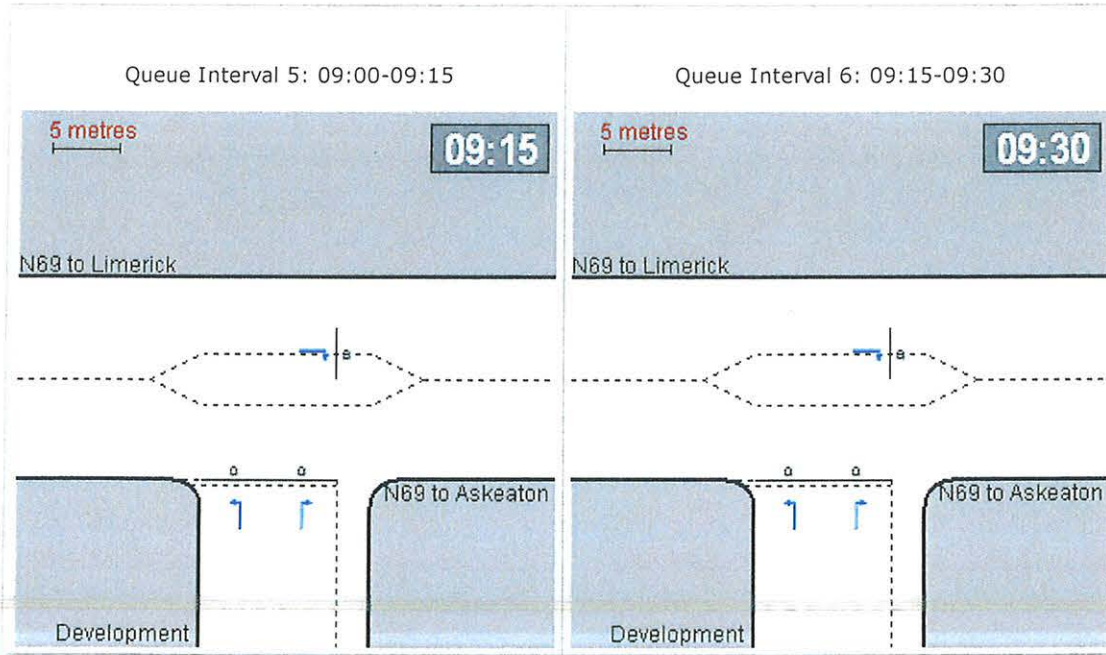 Queue Interval 5: 09:00-09:15
5 metres
09:15
N69 to Limerick
N69 to Askeaton
Development
Queue Interval 6: 09:15-09:30
5 metres
09:30
N69 to Limerick
N69 to Askeaton
Development